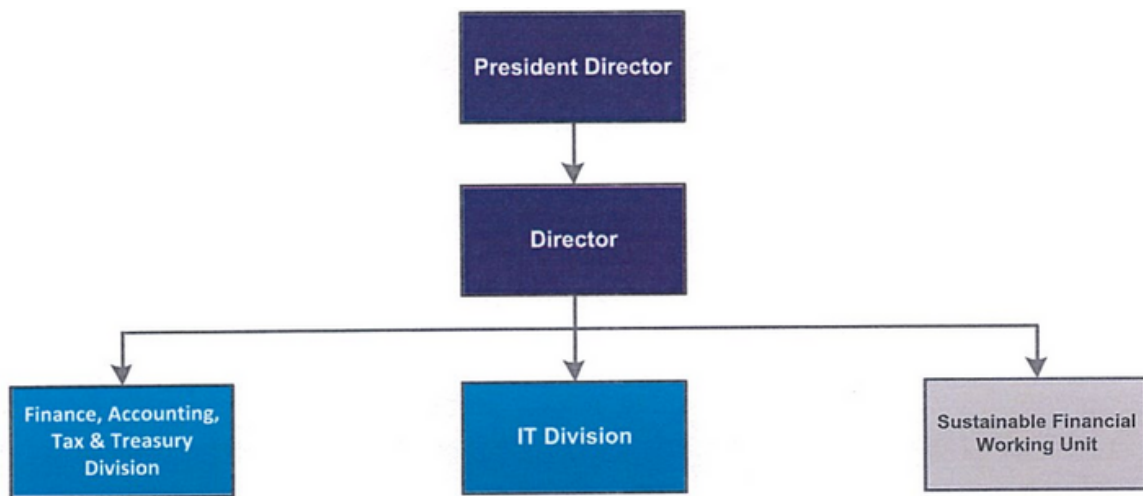 President Director
Director
Finance, Accounting,
Tax & Treasury
Division
IT Division
Sustainable Financial
Working Unit